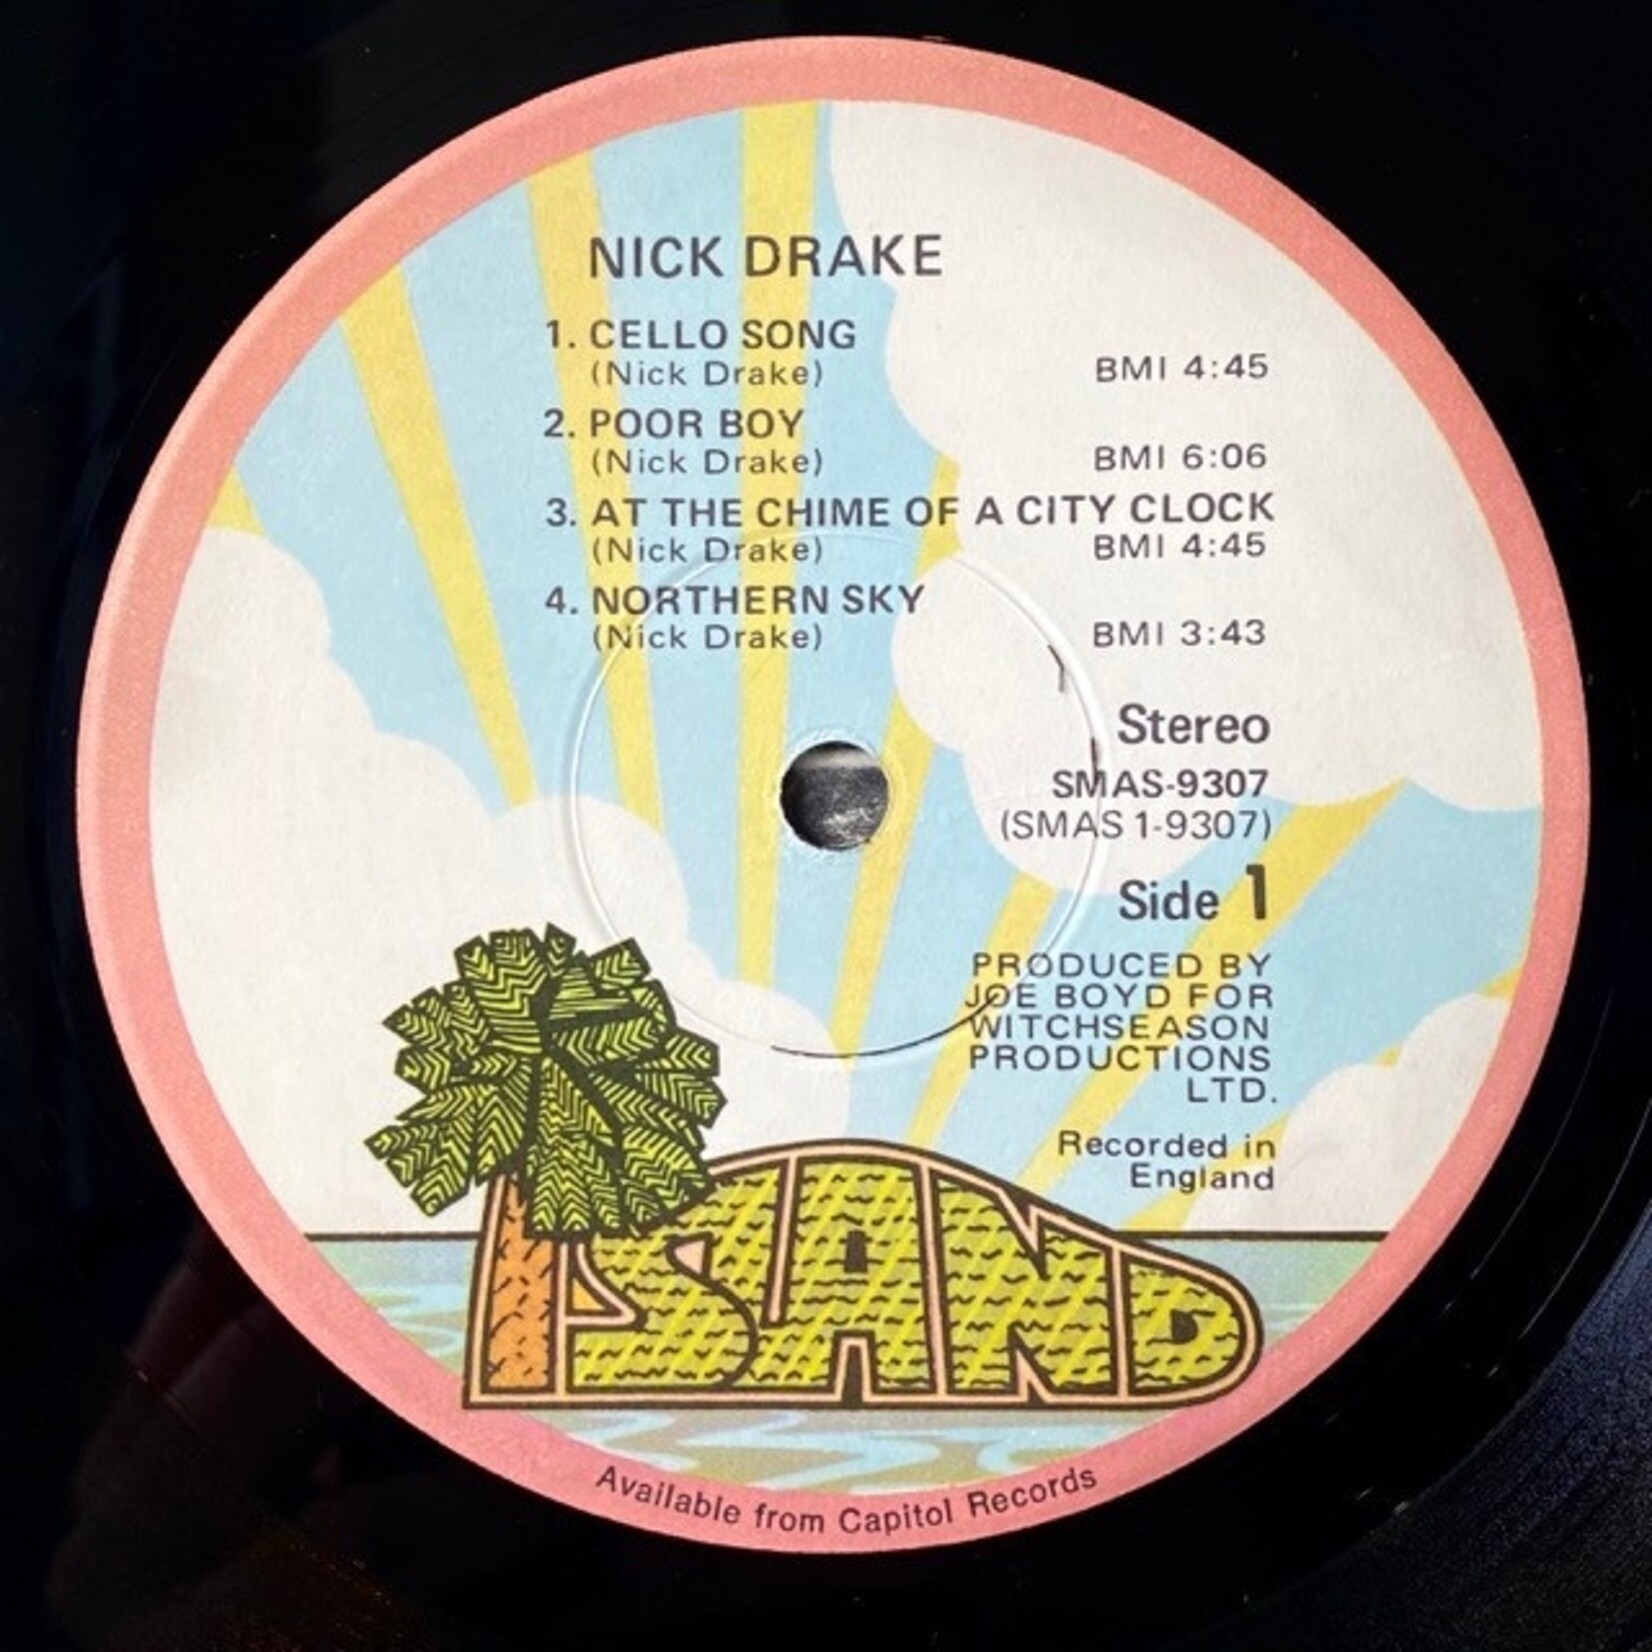 NICK DRAKE
1. CELLO SONG
(Nick Drake) BMI 4:45
2. POOR BOY
(Nick Drake) BMI 6:06
3. AT THE CHIME OF A CITY CLOCK
(Nick Drake) BMI 4:45
4. NORTHERN SKY
(Nick Drake) BMI 3:43
Stereo
SMAS-9307
(SMAS 1-9307)
Side 1
PRODUCED BY
JOE BOYD FOR
WITCHSEASON
PRODUCTIONS
LTD.
Recorded in
England
ISLAND
Available from Capitol Records